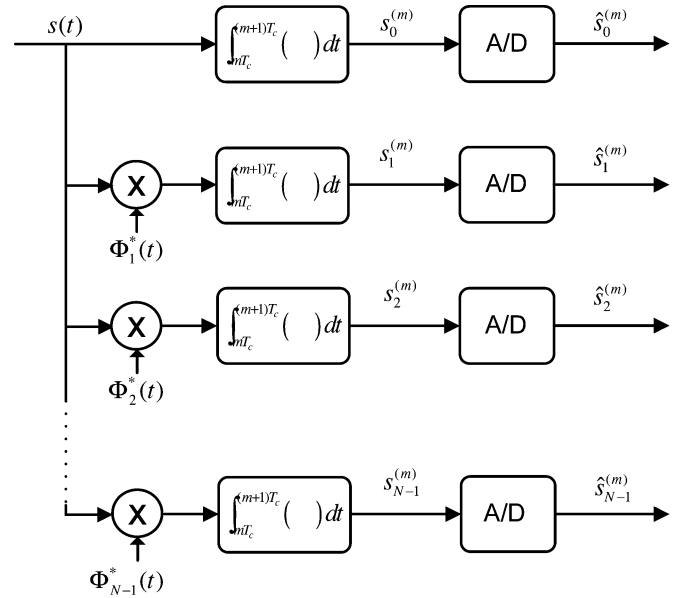 s(t) ∫_{mT_c}^{(m+1)T_c} ( ) dt s_0^{(m)} A/D ŝ_0^{(m)}
X ∫_{mT_c}^{(m+1)T_c} ( ) dt s_1^{(m)} A/D ŝ_1^{(m)}
Φ_1^*(t)
X ∫_{mT_c}^{(m+1)T_c} ( ) dt s_2^{(m)} A/D ŝ_2^{(m)}
Φ_2^*(t)
X ∫_{mT_c}^{(m+1)T_c} ( ) dt s_{N-1}^{(m)} A/D ŝ_{N-1}^{(m)}
Φ_{N-1}^*(t)